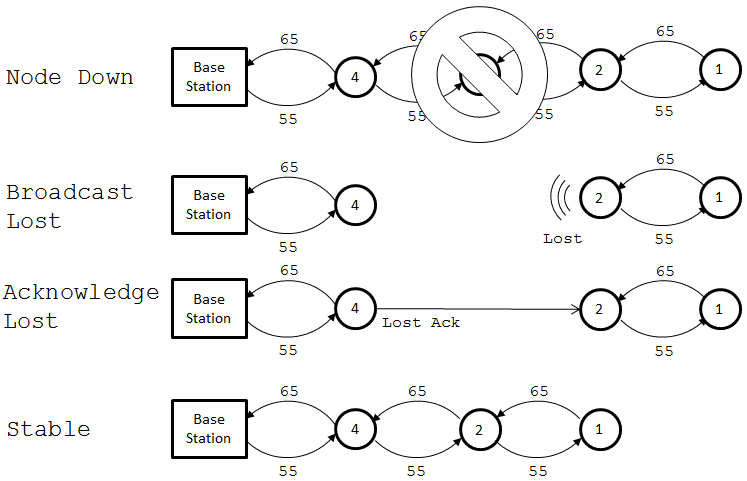 65 65 65 65
Node Down Base Station 4 2 1
55 55 55 55
65 65
Broadcast Lost Base Station 4 2 1
55 Lost 55
65 65
Acknowledge Lost Base Station 4 Lost Ack 2 1
55 55
65 65 65
Stable Base Station 4 2 1
55 55 55